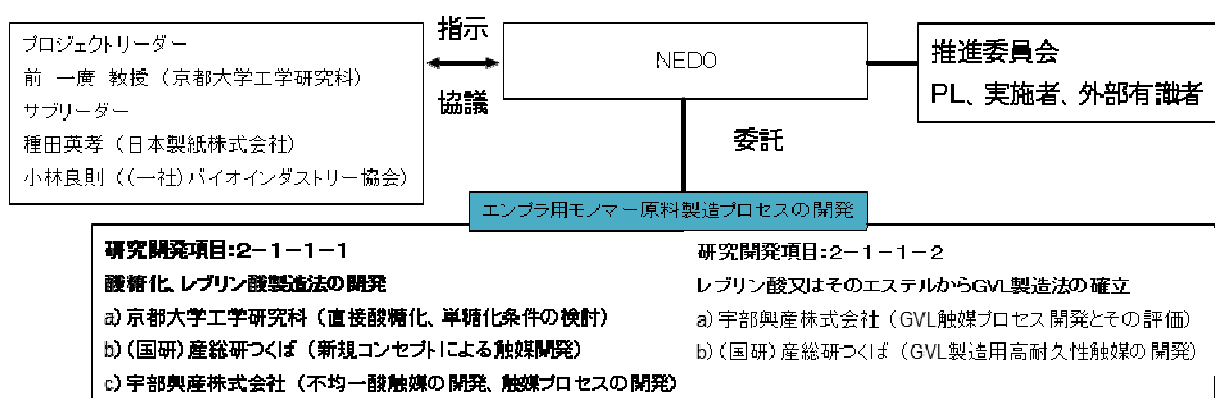 プロジェクトリーダー
前 一廣 教授（京都大学工学研究科）
サブリーダー
種田英孝（日本製紙株式会社）
小林良則（（一社）バイオインダストリー協会）
指示
協議
NEDO
推進委員会
PL、実施者、外部有識者
委託
エンプラ用モノマー原料製造プロセスの開発
研究開発項目：2－1－1－1
酸糖化、レブリン酸製造法の開発
a）京都大学工学研究科（直接酸糖化、単糖化条件の検討）
b）（国研）産総研つくば（新規コンセプトによる触媒開発）
c）宇部興産株式会社（不均一酸触媒の開発、触媒プロセスの開発）
研究開発項目：2－1－1－2
レブリン酸又はそのエステルからGVL製造法の確立
a）宇部興産株式会社（GVL触媒プロセス開発とその評価）
b）（国研）産総研つくば（GVL製造用高耐久性触媒の開発）